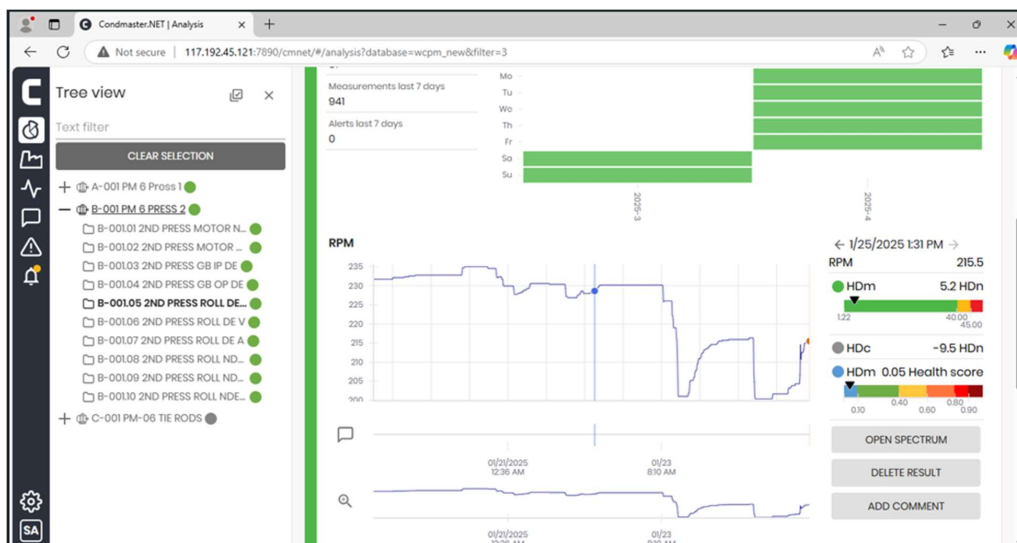 Condmaster.NET | Analysis
Not secure | 117.192.45.121:7890/cmnet/#/analysis?database=wcpm_new&filter=3
Tree view
Text filter
CLEAR SELECTION
A-001 PM 6 Press 1
B-001 PM 6 PRESS 2
B-001.01 2ND PRESS MOTOR N...
B-001.02 2ND PRESS MOTOR ...
B-001.03 2ND PRESS GB IP DE
B-001.04 2ND PRESS GB OP DE
B-001.05 2ND PRESS ROLL DE...
B-001.06 2ND PRESS ROLL DE V
B-001.07 2ND PRESS ROLL DE A
B-001.08 2ND PRESS ROLL ND...
B-001.09 2ND PRESS ROLL ND...
B-001.10 2ND PRESS ROLL NDE...
C-001 PM-06 TIE RODS
SA
Measurements last 7 days
941
Alerts last 7 days
0
Mo
Tu
We
Th
Fr
Sa
Su
2025-3
2025-4
RPM
235
230
225
220
215
210
205
200
01/21/2025
12:36 AM
01/23
8:10 AM
01/21/2025
12:36 AM
01/23
8:10 AM
1/25/2025 1:31 PM
RPM 215.5
HDm 5.2 HDn
1.22
40.00
45.00
HDc -9.5 HDn
HDm 0.05 Health score
0.10 0.40 0.60 0.80 0.90
OPEN SPECTRUM
DELETE RESULT
ADD COMMENT